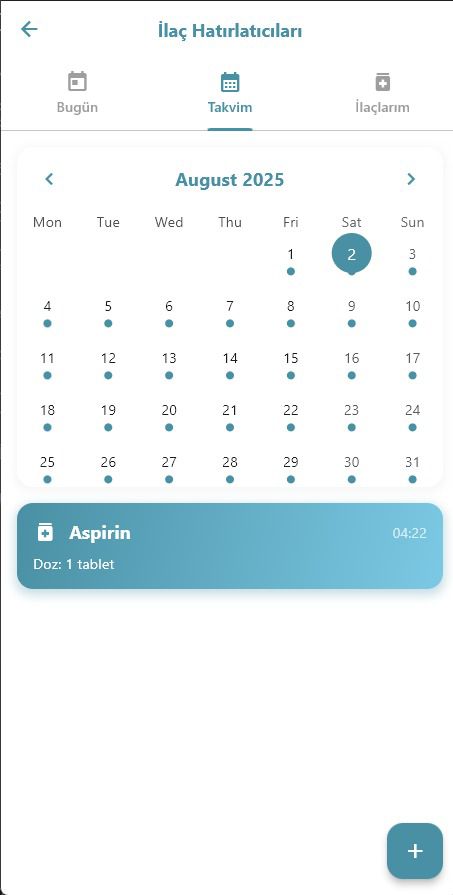 İlaç Hatırlatıcıları
Bugün Takvim İlaçlarım
August 2025
Mon Tue Wed Thu Fri Sat Sun
1 2 3
4 5 6 7 8 9 10
11 12 13 14 15 16 17
18 19 20 21 22 23 24
25 26 27 28 29 30 31
Aspirin 04:22
Doz: 1 tablet